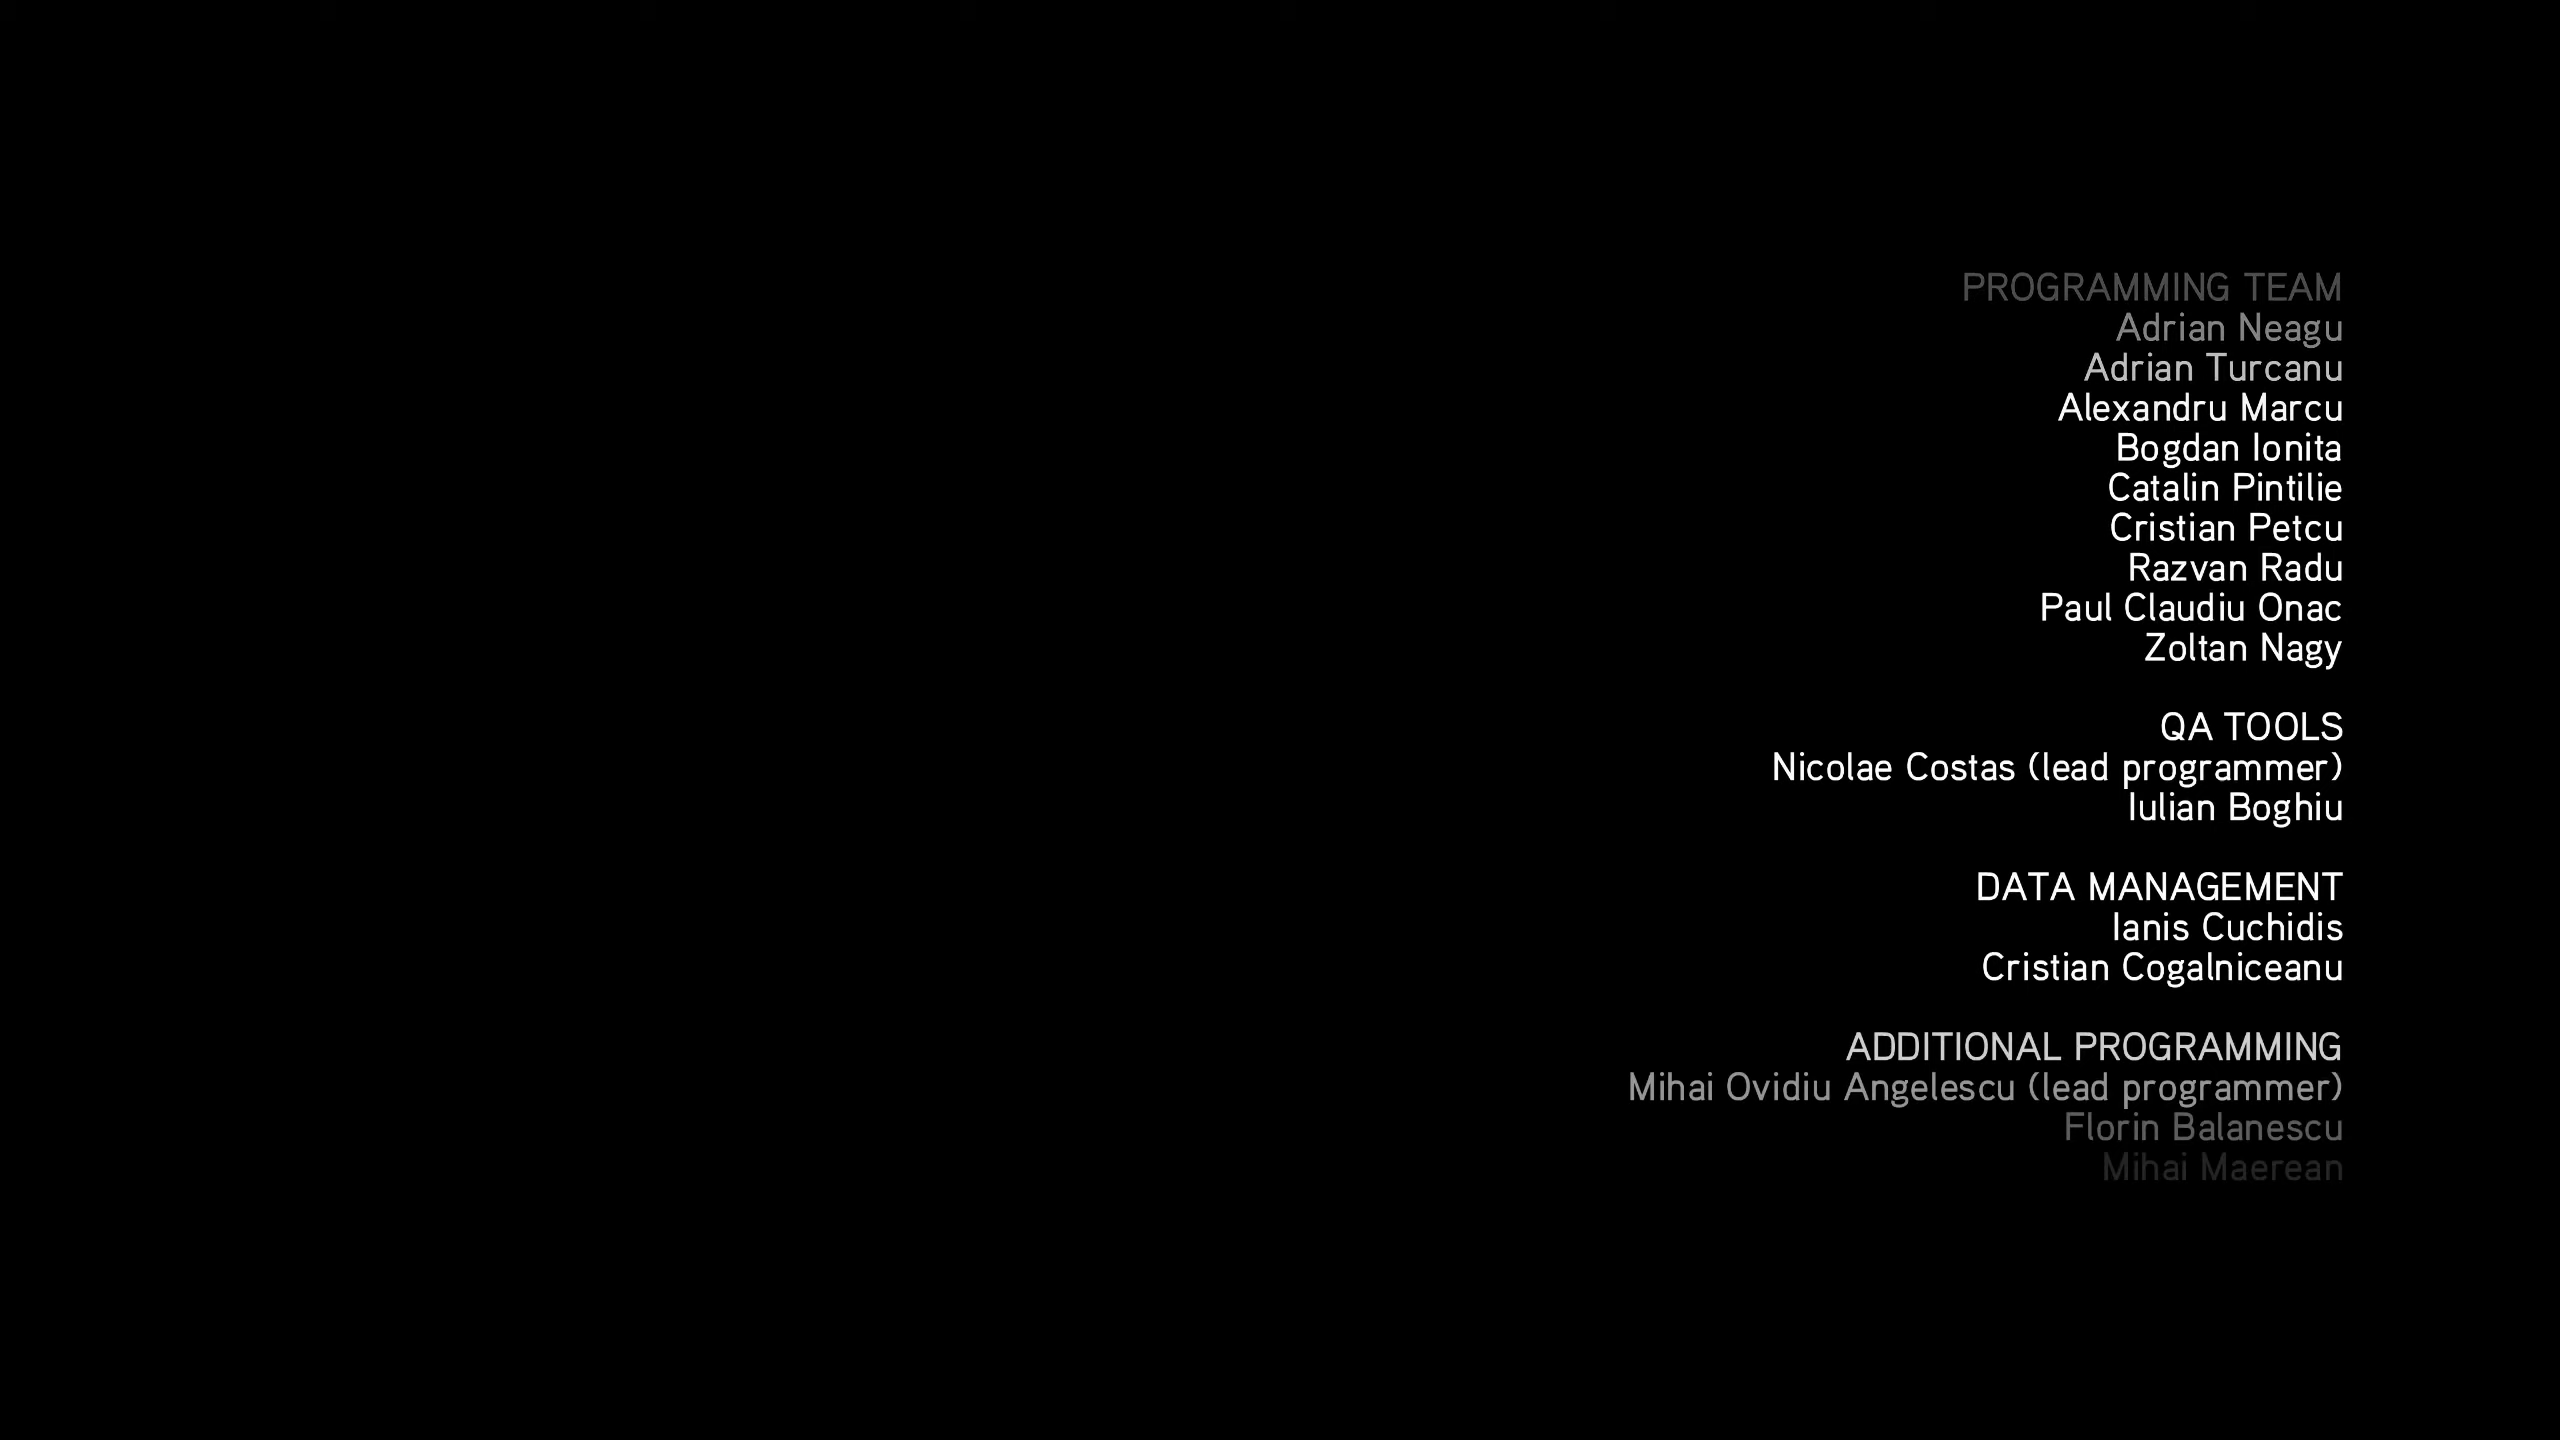 PROGRAMMING TEAM
Adrian Neagu
Adrian Turcanu
Alexandru Marcu
Bogdan Ionita
Catalin Pintilie
Cristian Petcu
Razvan Radu
Paul Claudiu Onac
Zoltan Nagy
QA TOOLS
Nicolae Costas (lead programmer)
Iulian Boghiu
DATA MANAGEMENT
Ianis Cuchidis
Cristian Cogalniceanu
ADDITIONAL PROGRAMMING
Mihai Ovidiu Angelescu (lead programmer)
Florin Balanescu
Mihai Maerean